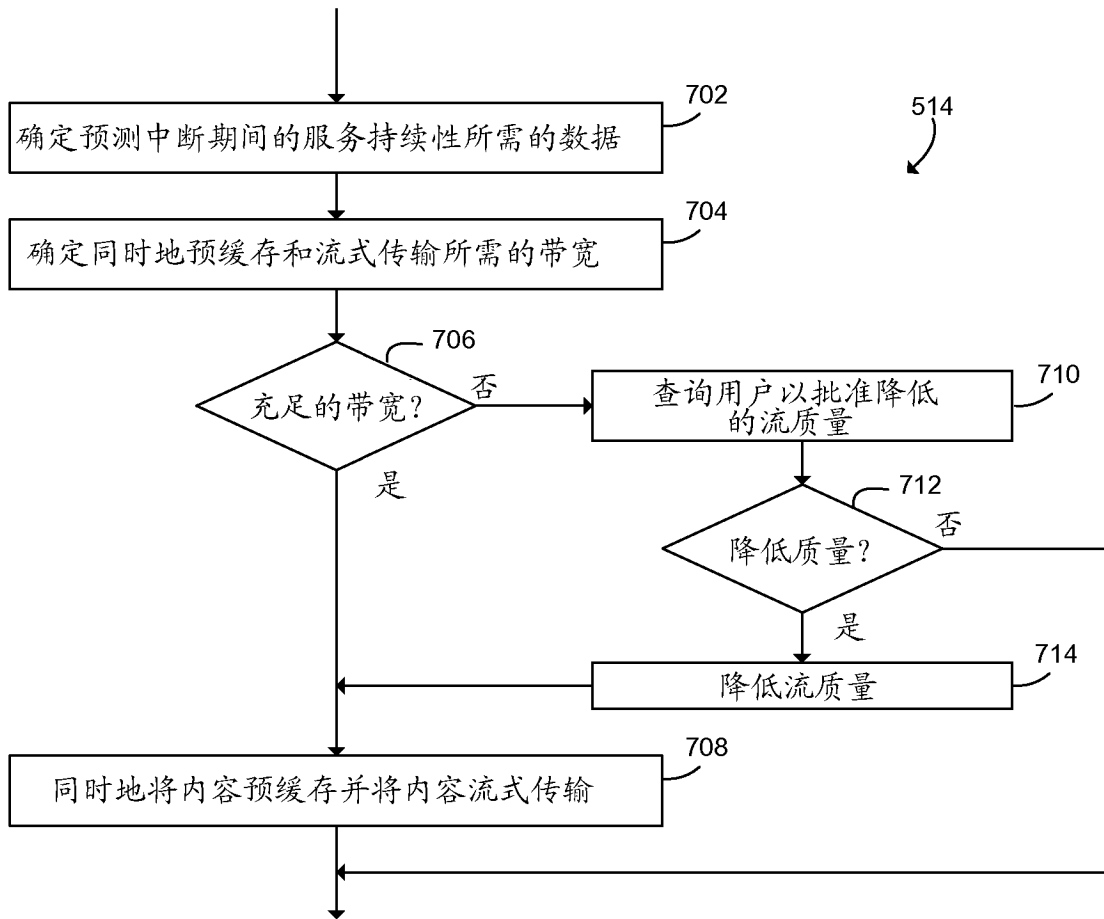 702
514
确定预测中断期间的服务持续性所需的数据
704
确定同时地预缓存和流式传输所需的带宽
706
否
710
充足的带宽?
查询用户以批准降低
的流质量
是
712
否
降低质量?
是
714
降低流质量
708
同时地将内容预缓存并将内容流式传输